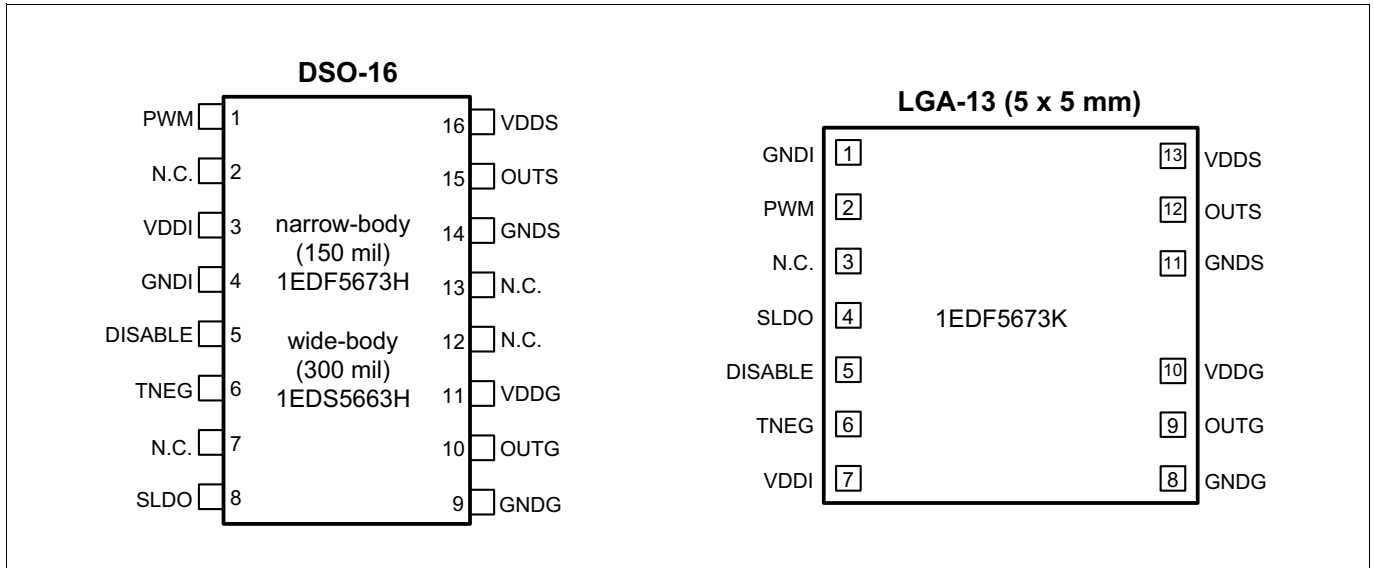 DSO-16
PWM 1
N.C. 2
VDDI 3
GNDI 4
DISABLE 5
TNEG 6
N.C. 7
SLDO 8
narrow-body
(150 mil)
1EDF5673H
wide-body
(300 mil)
1EDS5663H
16 VDDS
15 OUTS
14 GNDS
13 N.C.
12 N.C.
11 VDDG
10 OUTG
9 GNDG
LGA-13 (5 x 5 mm)
GNDI 1
PWM 2
N.C. 3
SLDO 4
DISABLE 5
TNEG 6
VDDI 7
1EDF5673K
13 VDDS
12 OUTS
11 GNDS
10 VDDG
9 OUTG
8 GNDG